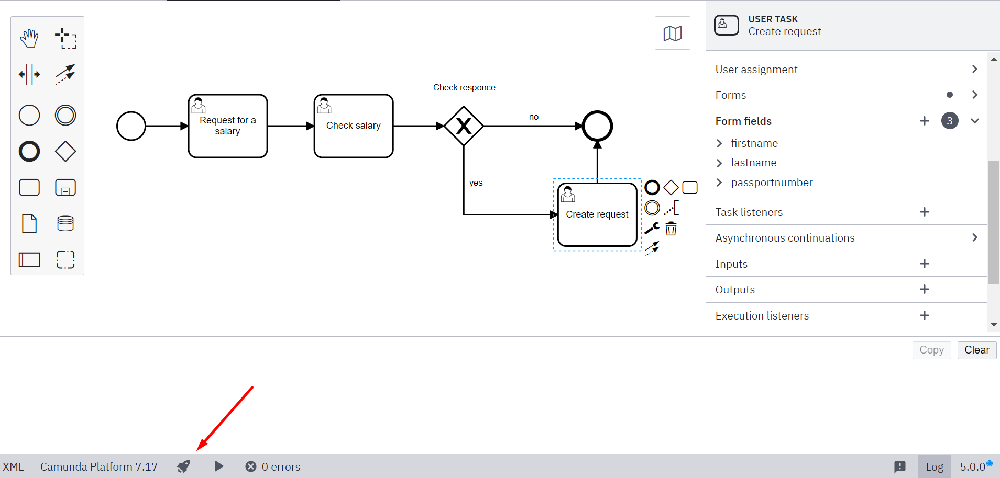 USER TASK
Create request
User assignment
Forms
Form fields
3
firstname
lastname
passportnumber
Task listeners
Asynchronous continuations
Inputs
Outputs
Execution listeners
Check responce
Request for a
salary
Check salary
X
no
yes
Create request
Copy
Clear
XML
Camunda Platform 7.17
0 errors
Log
5.0.0